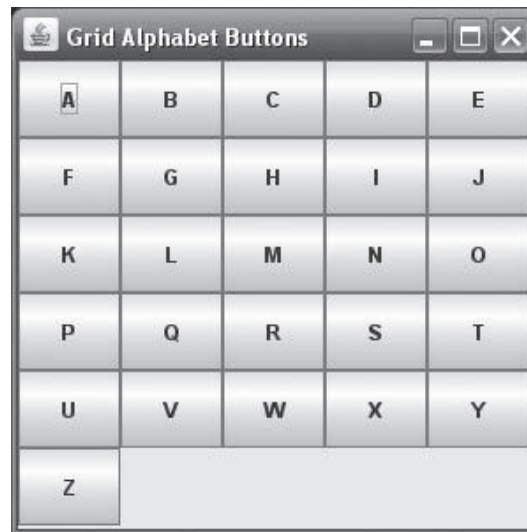 Grid Alphabet Buttons
A B C D E
F G H I J
K L M N O
P Q R S T
U V W X Y
Z